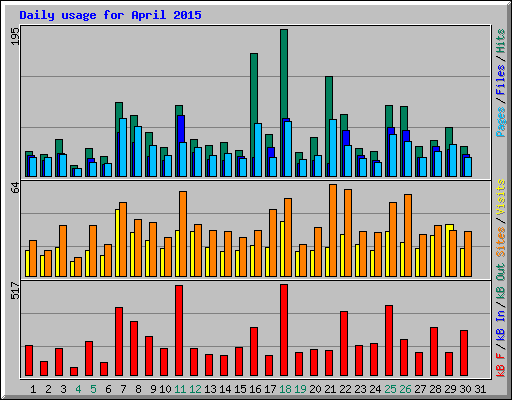 Daily usage for April 2015
195
Pages / Files / Hits
64
Sites / Visits
517
kB F / kB In / kB Out
1 2 3 4 5 6 7 8 9 10 11 12 13 14 15 16 17 18 19 20 21 22 23 24 25 26 27 28 29 30 31